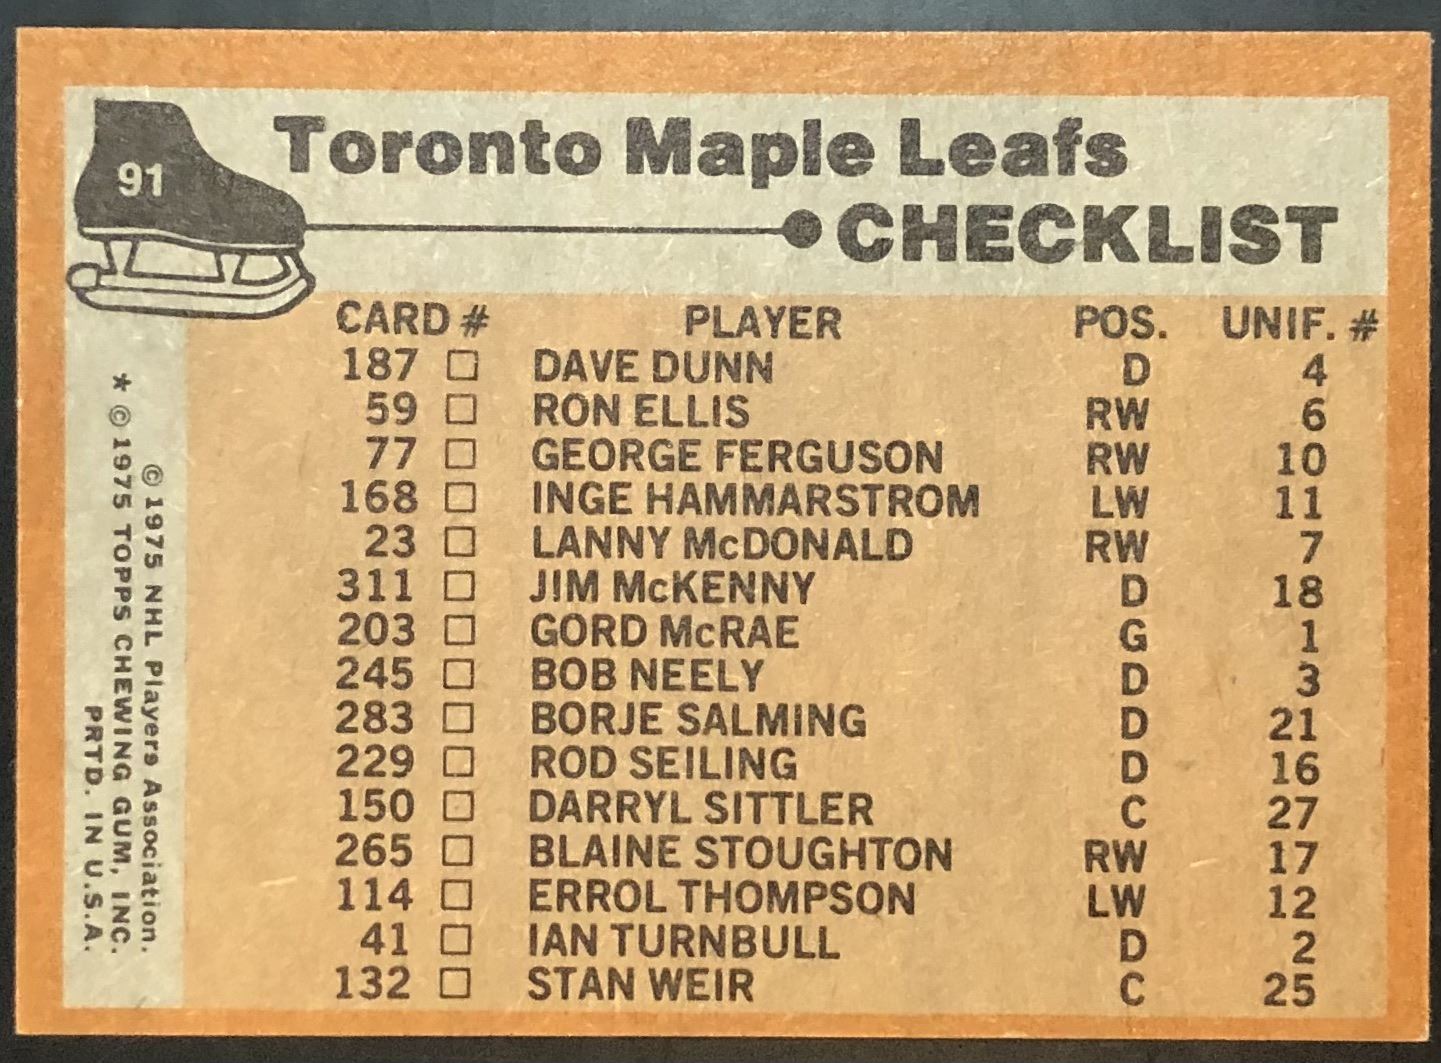 91
Toronto Maple Leafs
CHECKLIST
CARD # PLAYER POS. UNIF. #
187 □ DAVE DUNN D 4
59 □ RON ELLIS RW 6
77 □ GEORGE FERGUSON RW 10
168 □ INGE HAMMARSTROM LW 11
23 □ LANNY McDONALD RW 7
311 □ JIM McKENNY D 18
203 □ GORD McRAE G 1
245 □ BOB NEELY D 3
283 □ BORJE SALMING D 21
229 □ ROD SEILING D 16
150 □ DARRYL SITTLER C 27
265 □ BLAINE STOUGHTON RW 17
114 □ ERROL THOMPSON LW 12
41 □ IAN TURNBULL D 2
132 □ STAN WEIR C 25
© 1975 NHL Players Association.
* © 1975 TOPPS CHEWING GUM, INC.
PRTD. IN U.S.A.